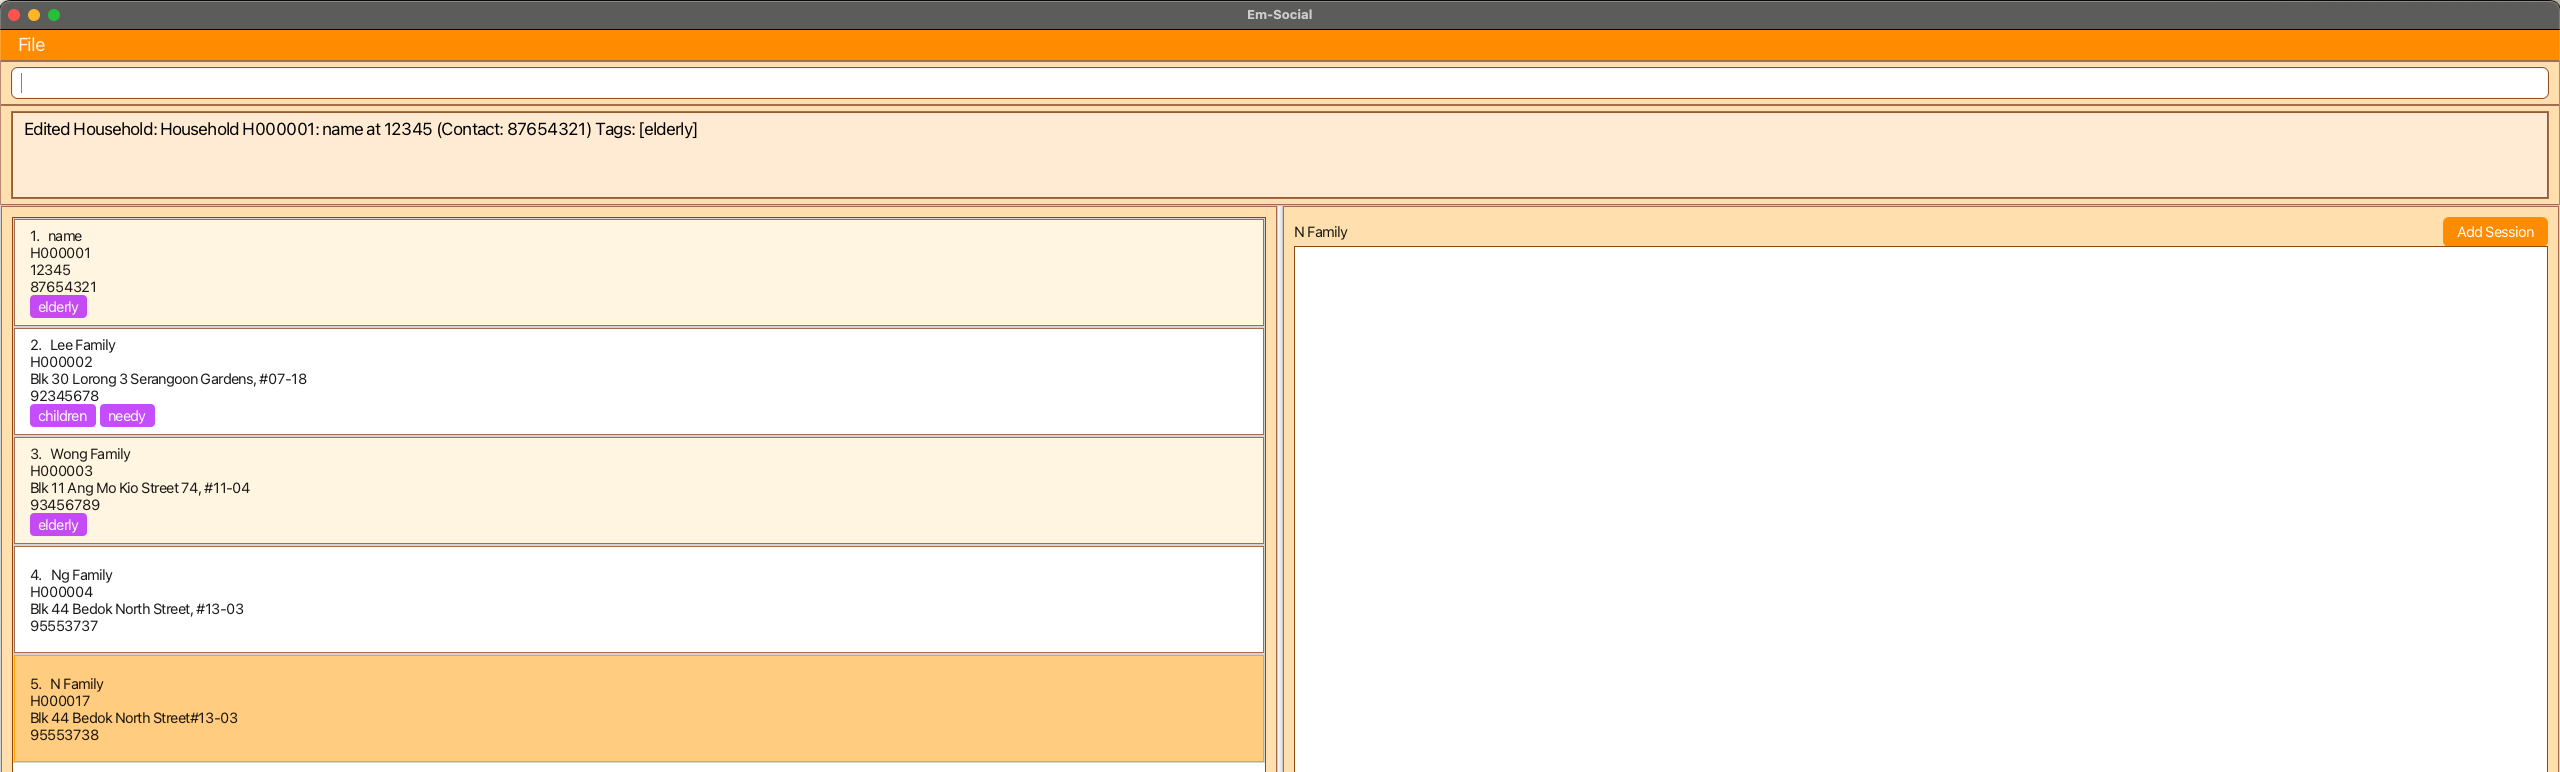 Em-Social
File
Edited Household: Household H000001: name at 12345 (Contact: 87654321) Tags: [elderly]
1. name
H000001
12345
87654321
elderly
2. Lee Family
H000002
Blk 30 Lorong 3 Serangoon Gardens, #07-18
92345678
children needy
3. Wong Family
H000003
Blk 11 Ang Mo Kio Street 74, #11-04
93456789
elderly
4. Ng Family
H000004
Blk 44 Bedok North Street, #13-03
95553737
5. N Family
H000017
Blk 44 Bedok North Street#13-03
95553738
N Family
Add Session